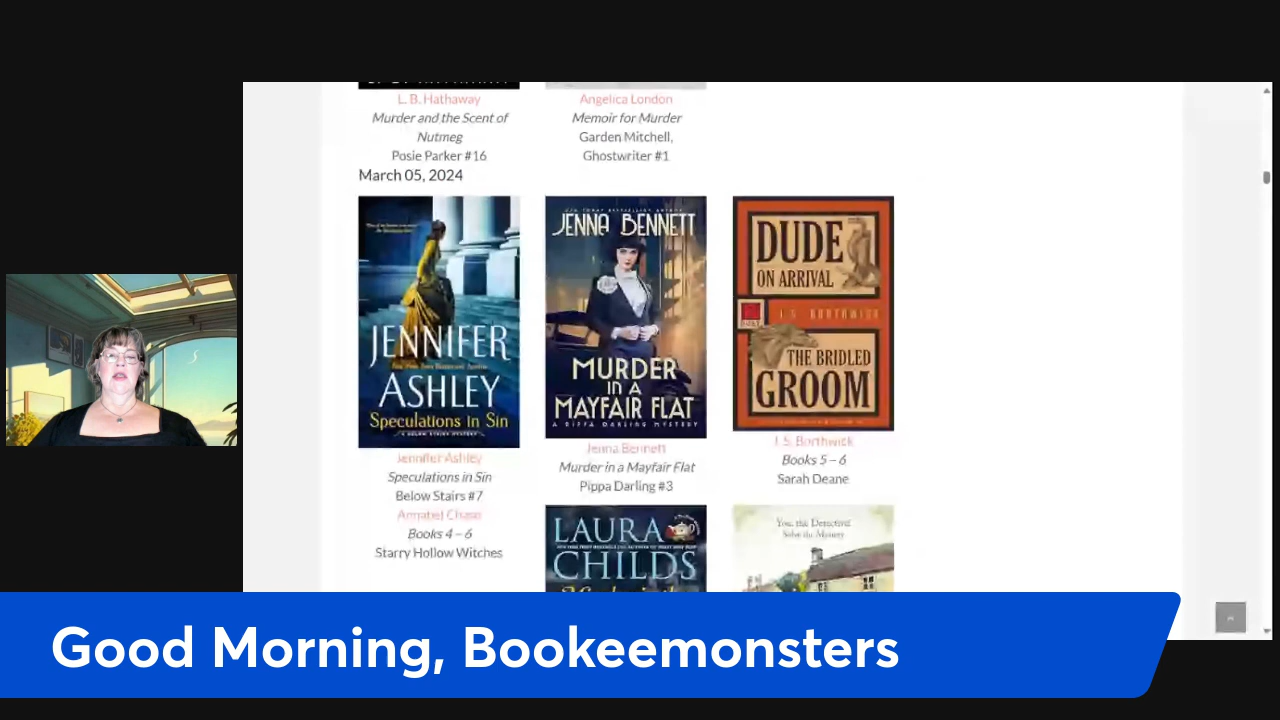 L. B. Hathaway
Murder and the Scent of
Nutmeg
Posie Parker #16
Angelica London
Memoir for Murder
Garden Mitchell,
Ghostwriter #1
March 05, 2024
JENNIFER
ASHLEY
Speculations in Sin
A BELOW STAIRS MYSTERY
Jennifer Ashley
Speculations in Sin
Below Stairs #7
Annabel Chase
Books 4 – 6
Starry Hollow Witches
JENNA BENNETT
MURDER
IN A
MAYFAIR FLAT
A PIPPA DARLING MYSTERY
Jenna Bennett
Murder in a Mayfair Flat
Pippa Darling #3
LAURA
CHILDS
DUDE
ON ARRIVAL
J.S. BORTHWICK
THE BRIDLED
GROOM
J. S. Borthwick
Books 5 – 6
Sarah Deane
You, the Detective!
Solve the Mystery
Good Morning, Bookeemonsters